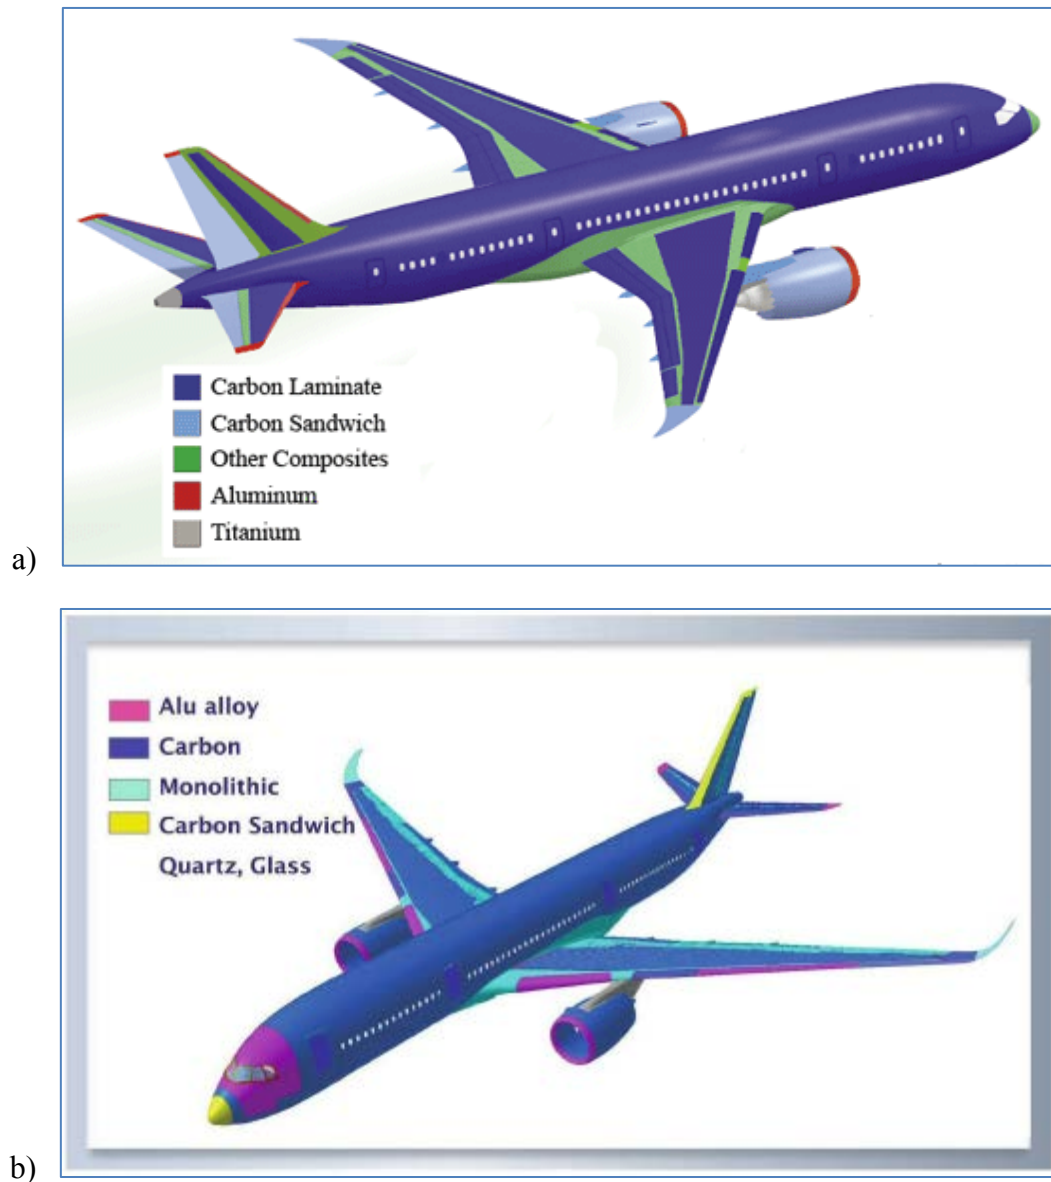 Carbon Laminate
Carbon Sandwich
Other Composites
Aluminum
Titanium
a)
Alu alloy
Carbon
Monolithic
Carbon Sandwich
Quartz, Glass
b)